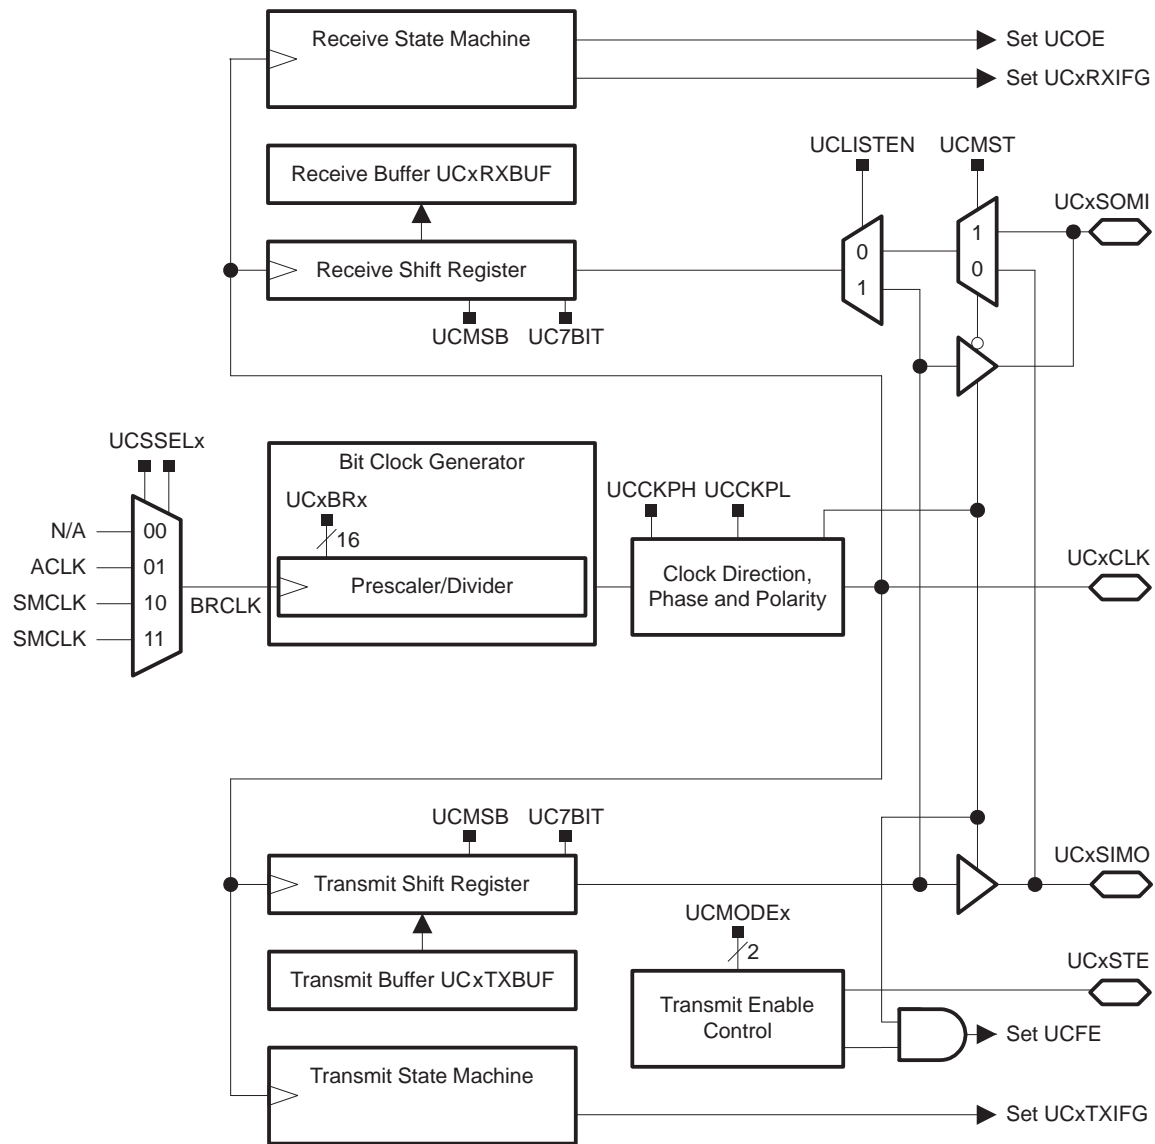 Receive State Machine
Set UCOE
Set UCxRXIFG
Receive Buffer UCxRXBUF
UCLISTEN
UCMST
UCxSOMI
1
0
0
1
Receive Shift Register
UCMSB
UC7BIT
UCSSELx
N/A
00
ACLK
01
SMCLK
10
SMCLK
11
BRCLK
Bit Clock Generator
UCxBRx
16
Prescaler/Divider
UCCKPH
UCCKPL
Clock Direction,
Phase and Polarity
UCxCLK
UCMSB
UC7BIT
Transmit Shift Register
UCxSIMO
Transmit Buffer UCxTXBUF
UCMODEx
2
Transmit Enable
Control
UCxSTE
Set UCFE
Transmit State Machine
Set UCxTXIFG